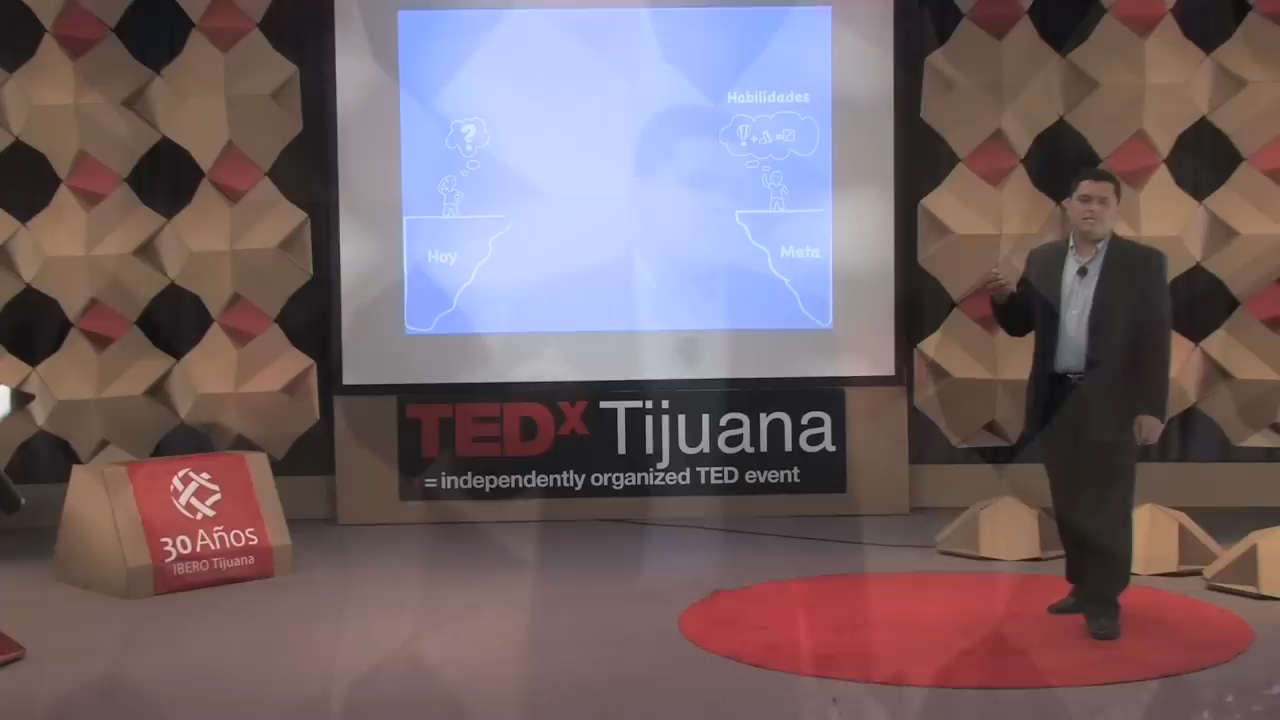 Habilidades
?
Hoy
Meta
TEDx Tijuana
x = independently organized TED event
30 Años
IBERO Tijuana